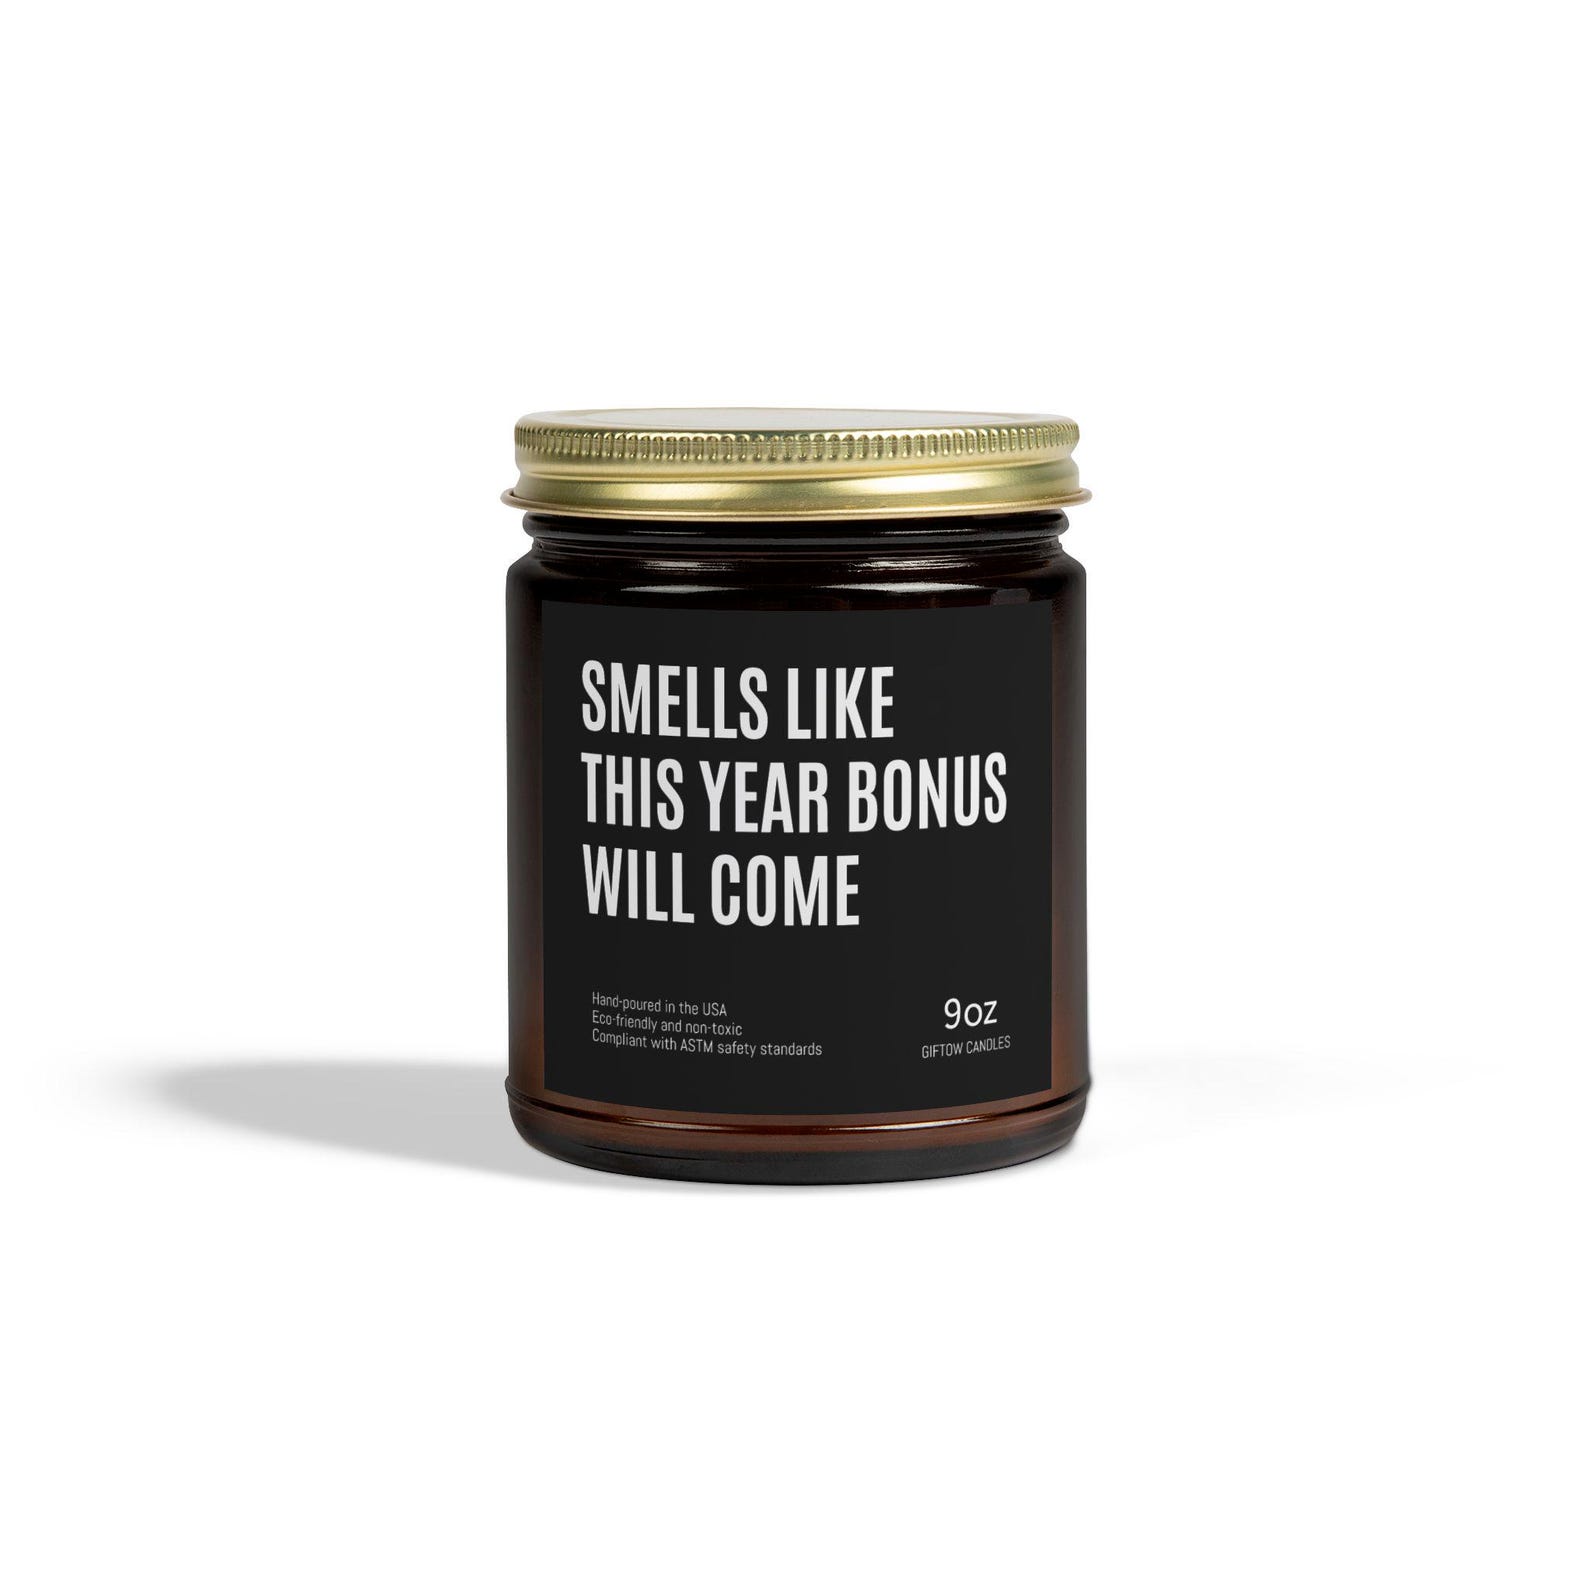 SMELLS LIKE
THIS YEAR BONUS
WILL COME
Hand-poured in the USA
Eco-friendly and non-toxic
Compliant with ASTM safety standards
9oz
GIFTOW CANDLES